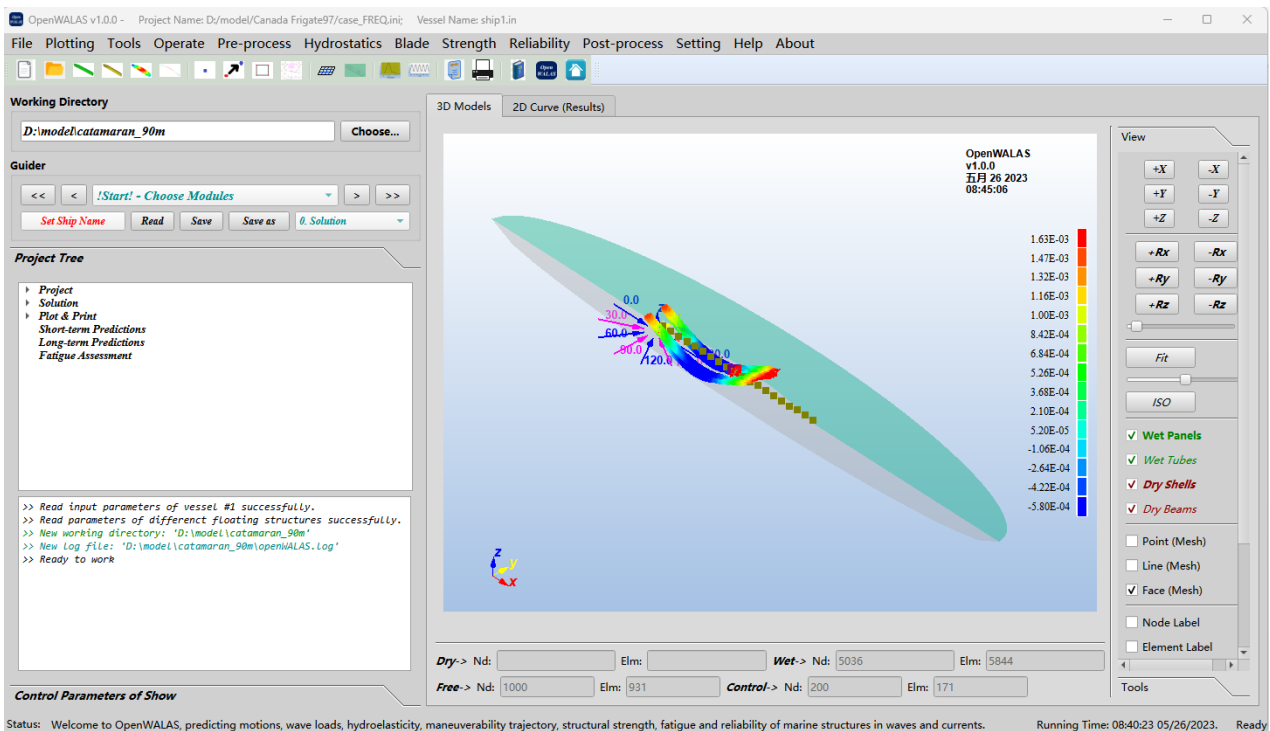 OpenWALAS v1.0.0 - Project Name: D:/model/Canada Frigate97/case_FREQ.ini; Vessel Name: ship1.in
File Plotting Tools Operate Pre-process Hydrostatics Blade Strength Reliability Post-process Setting Help About
Working Directory
D:\model\catamaran_90m Choose...
Guider
<< < !Start! - Choose Modules > >>
Set Ship Name Read Save Save as 0. Solution
Project Tree
Project
Solution
Plot & Print
Short-term Predictions
Long-term Predictions
Fatigue Assessment
>> Read input parameters of vessel #1 successfully.
>> Read parameters of differenct floating structures successfully.
>> New working directory: 'D:\model\catamaran_90m'
>> New Log file: 'D:\model\catamaran_90m\openWALAS.log'
>> Ready to work
Control Parameters of Show
3D Models 2D Curve (Results)
OpenWALAS
v1.0.0
五月 26 2023
08:45:06
1.63E-03
1.47E-03
1.32E-03
1.16E-03
1.00E-03
8.42E-04
6.84E-04
5.26E-04
3.68E-04
2.10E-04
5.20E-05
-1.06E-04
-2.64E-04
-4.22E-04
-5.80E-04
0.0
30.0
60.0
90.0
120.0
z
y
x
Dry-> Nd: Elm: Wet-> Nd: 5036 Elm: 5844
Free-> Nd: 1000 Elm: 931 Control-> Nd: 200 Elm: 171
View
+X -X
+Y -Y
+Z -Z
+Rx -Rx
+Ry -Ry
+Rz -Rz
Fit
ISO
Wet Panels
Wet Tubes
Dry Shells
Dry Beams
Point (Mesh)
Line (Mesh)
Face (Mesh)
Node Label
Element Label
Tools
Status: Welcome to OpenWALAS, predicting motions, wave loads, hydroelasticity, maneuverability trajectory, structural strength, fatigue and reliability of marine structures in waves and currents. Running Time: 08:40:23 05/26/2023. Ready